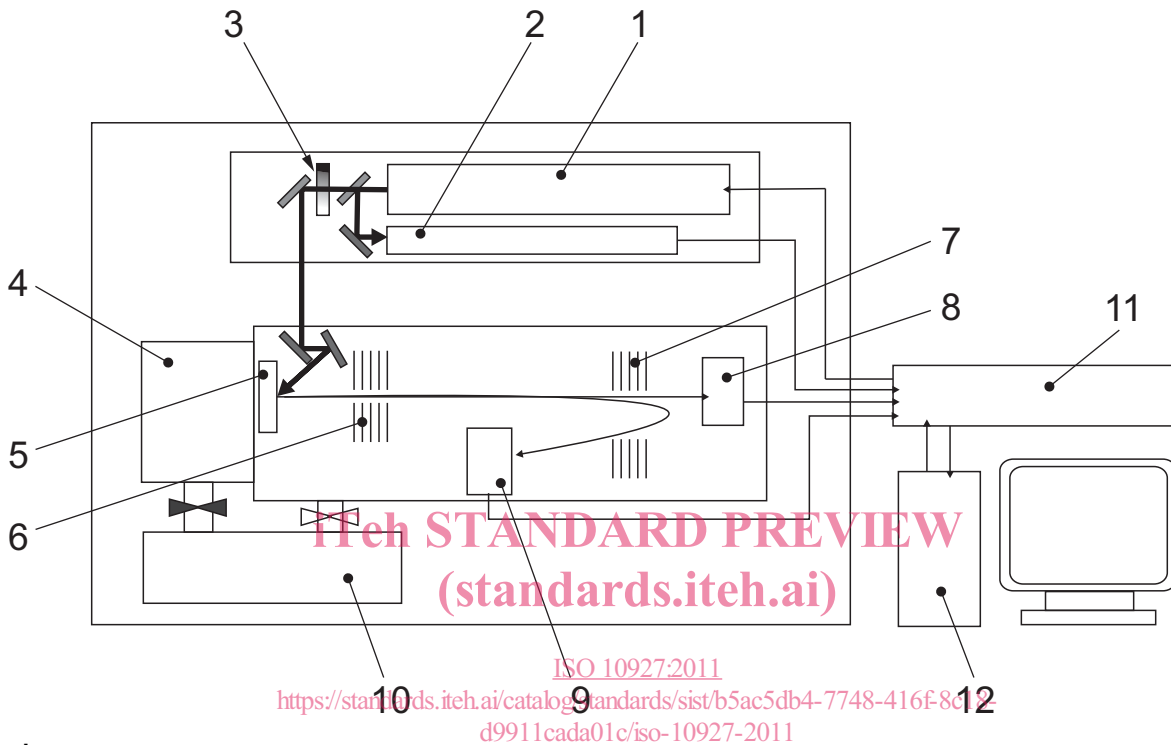 3
2
1
7
4
8
11
5
6
iTeh STANDARD PREVIEW
(standards.iteh.ai)
ISO 10927:2011
10
9
12
https://standards.iteh.ai/catalog/standards/sist/b5ac5db4-7748-416f-8c18-
d9911cada01c/iso-10927-2011